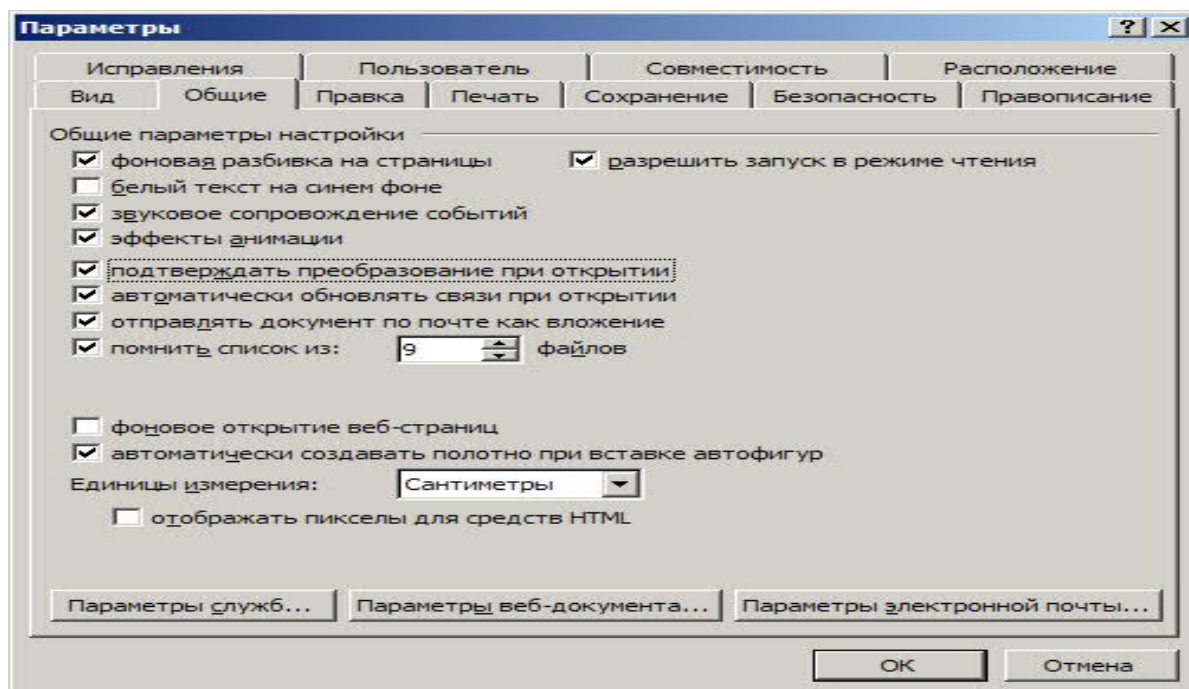 Параметры
Исправления Пользователь Совместимость Расположение
Вид Общие Правка Печать Сохранение Безопасность Правописание
Общие параметры настройки
фоновая разбивка на страницы разрешить запуск в режиме чтения
белый текст на синем фоне
звуковое сопровождение событий
эффекты анимации
подтверждать преобразование при открытии
автоматически обновлять связи при открытии
отправлять документ по почте как вложение
помнить список из: 9 файлов
фоновое открытие веб-страниц
автоматически создавать полотно при вставке автофигур
Единицы измерения: Сантиметры
отображать пикселы для средств HTML
Параметры служб... Параметры веб-документа... Параметры электронной почты...
ОК Отмена